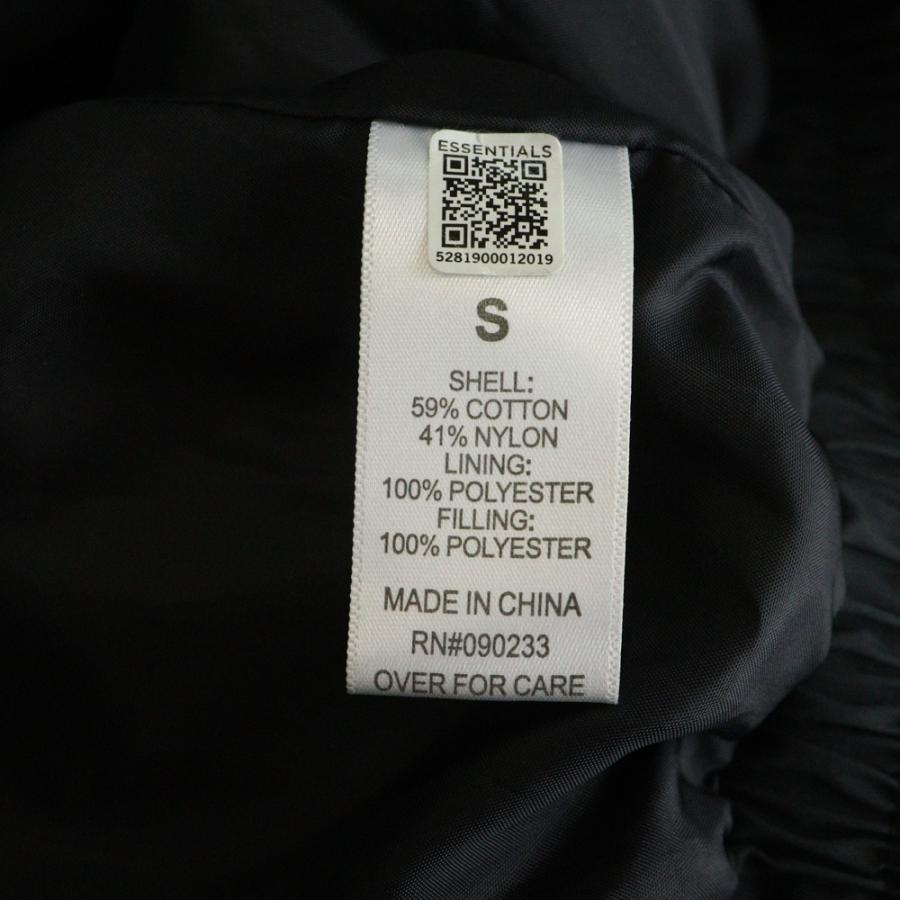 ESSENTIALS
5281900012019
S
SHELL:
59% COTTON
41% NYLON
LINING:
100% POLYESTER
FILLING:
100% POLYESTER
MADE IN CHINA
RN#090233
OVER FOR CARE